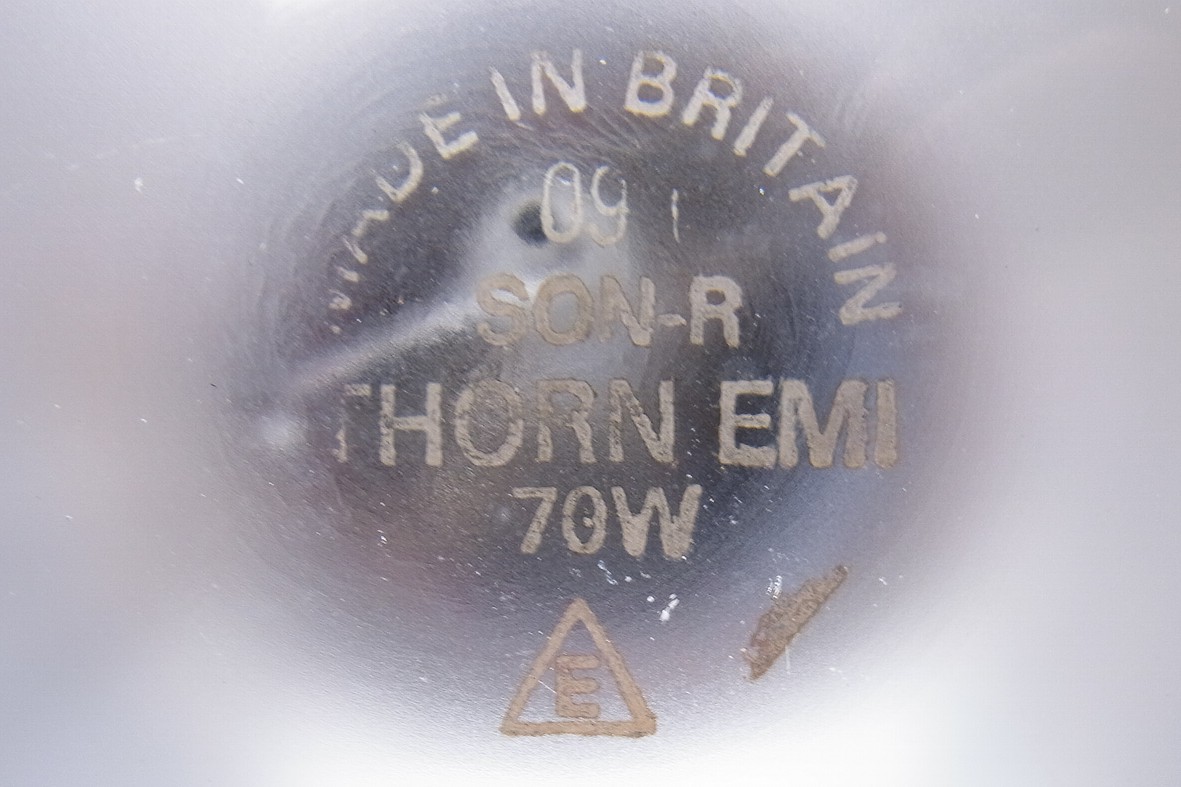 MADE IN BRITAIN
09
SON-R
THORN EMI
70W
E